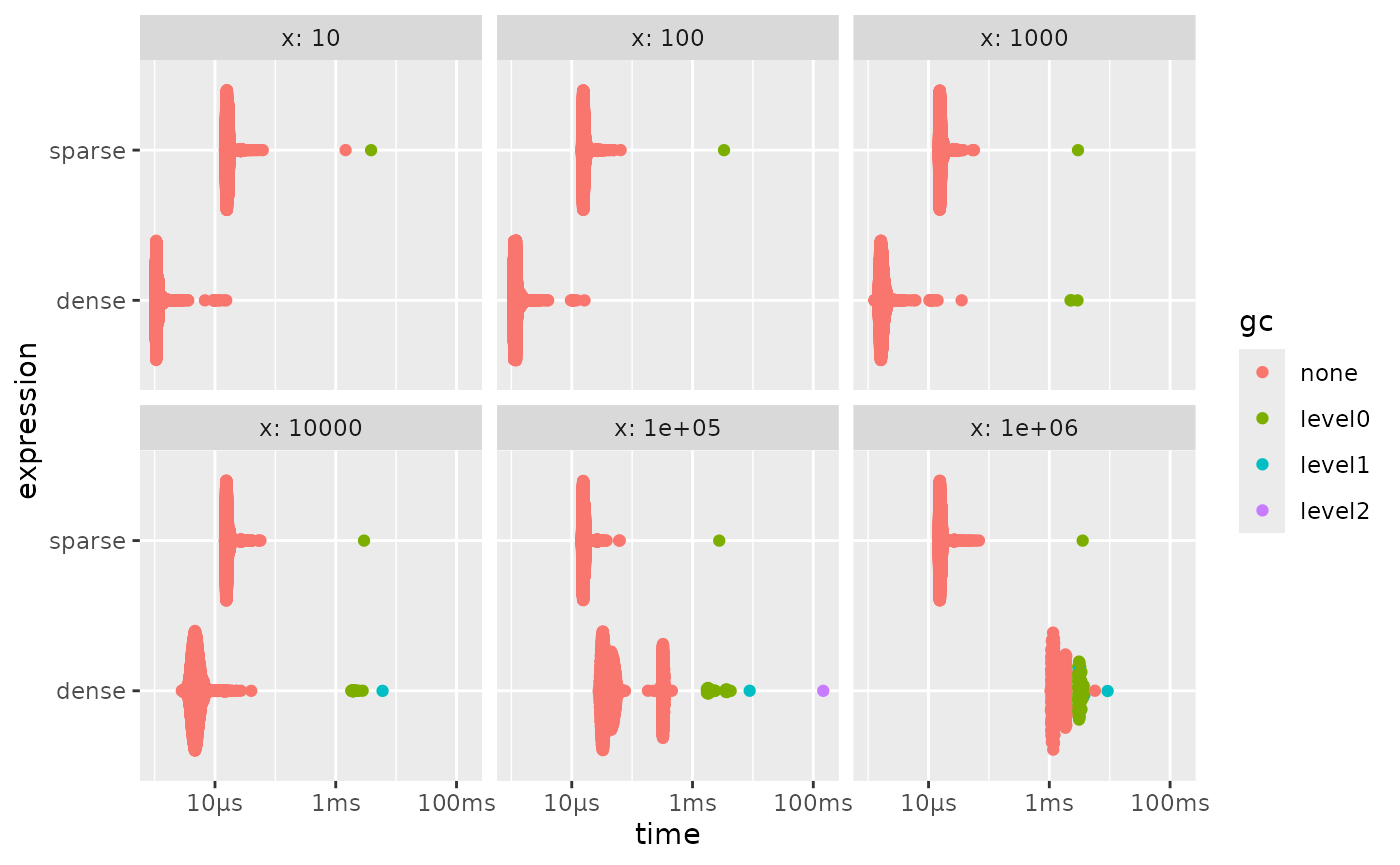 x: 10
x: 100
x: 1000
sparse
dense
x: 10000
x: 1e+05
x: 1e+06
sparse
dense
10µs
1ms
100ms
10µs
1ms
100ms
10µs
1ms
100ms
time
expression
gc
none
level0
level1
level2